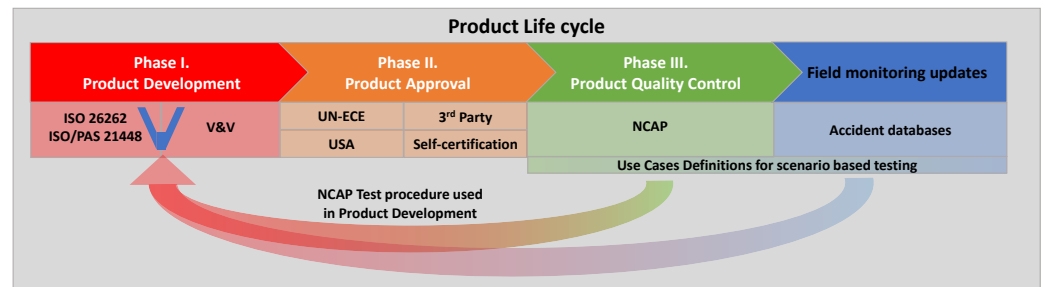 Product Life cycle
Phase I.
Product Development
Phase II.
Product Approval
Phase III.
Product Quality Control
Field monitoring updates
ISO 26262
ISO/PAS 21448
V&V
UN-ECE
3rd Party
USA
Self-certification
NCAP
Accident databases
Use Cases Definitions for scenario based testing
NCAP Test procedure used
in Product Development